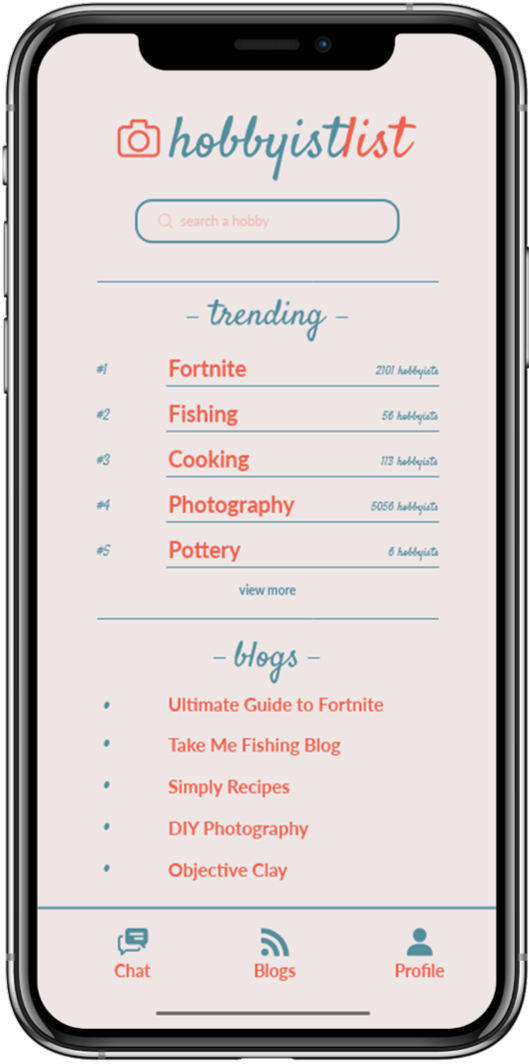 hobbyistlist
search a hobby
- trending -
#1 Fortnite 2101 hobbyists
#2 Fishing 56 hobbyists
#3 Cooking 113 hobbyists
#4 Photography 5056 hobbyists
#5 Pottery 6 hobbyists
view more
- blogs -
• Ultimate Guide to Fortnite
• Take Me Fishing Blog
• Simply Recipes
• DIY Photography
• Objective Clay
Chat Blogs Profile